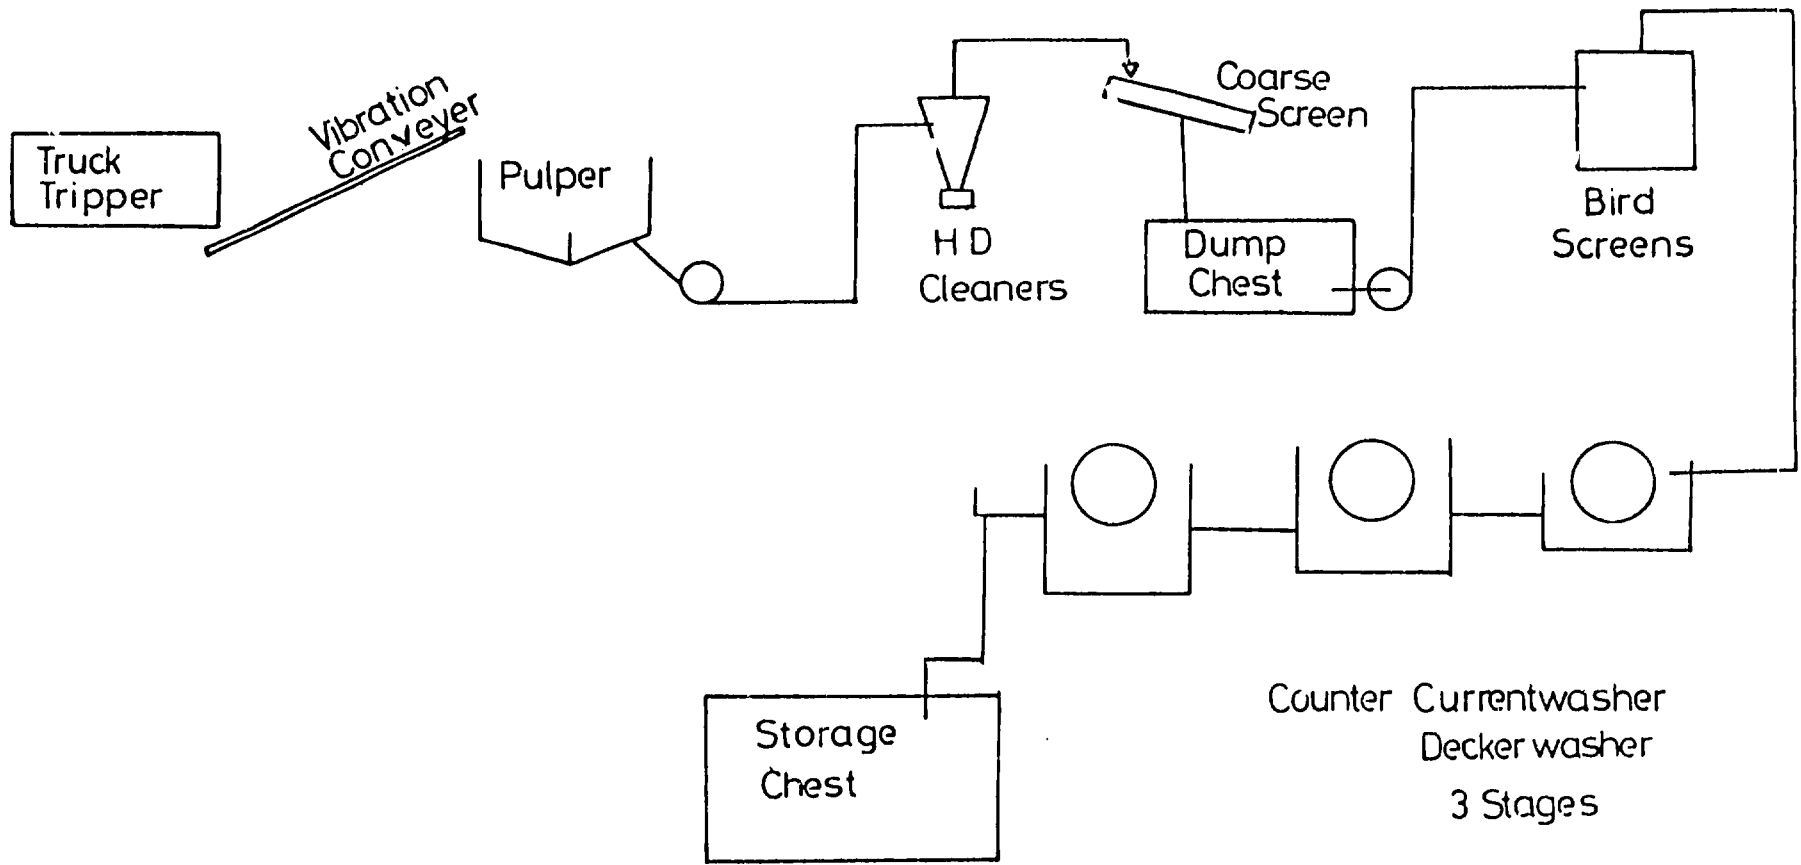 Truck
Tripper
Vibration
Conveyer
Pulper
H D
Cleaners
Coarse
Screen
Dump
Chest
Bird
Screens
Storage
Chest
Counter Currentwasher
Decker washer
3 Stages